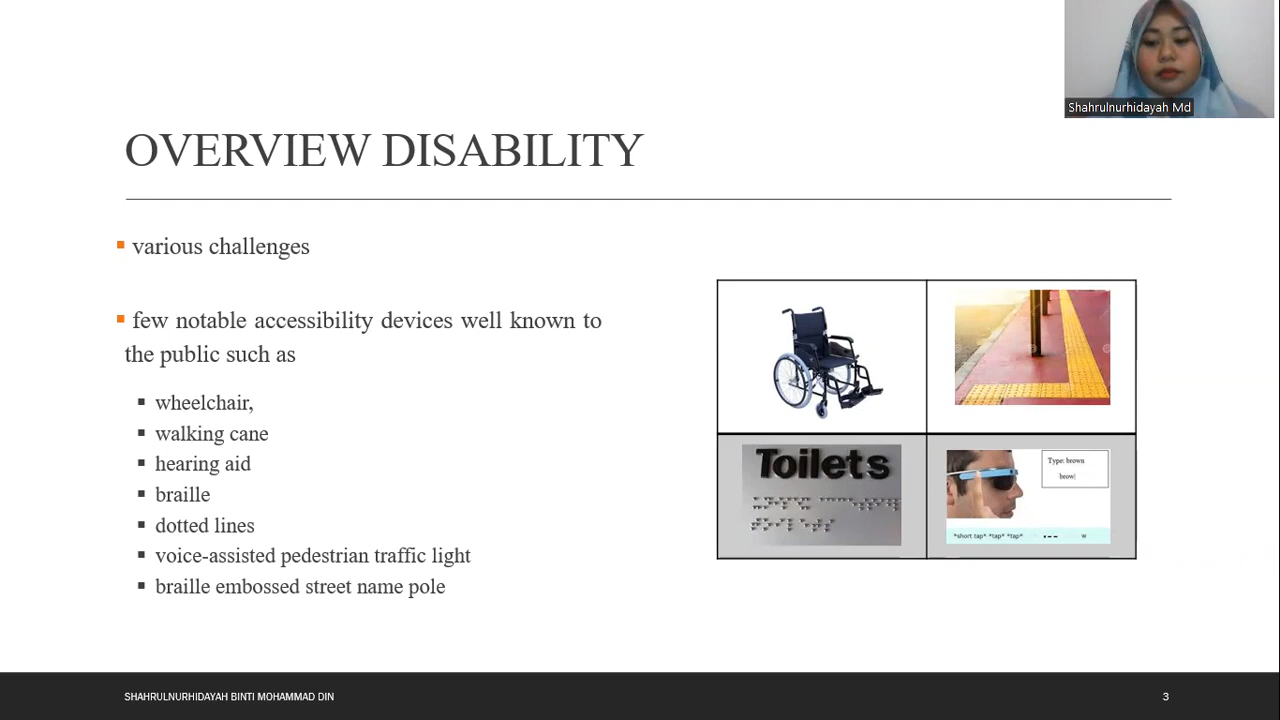 Shahrulnurhidayah Md
OVERVIEW DISABILITY
various challenges
few notable accessibility devices well known to
the public such as
wheelchair,
walking cane
hearing aid
braille
dotted lines
voice-assisted pedestrian traffic light
braille embossed street name pole
Toilets
Type: brown
beow|
*short tap* *tap* *tap*
w
SHAHRULNURHIDAYAH BINTI MOHAMMAD DIN
3